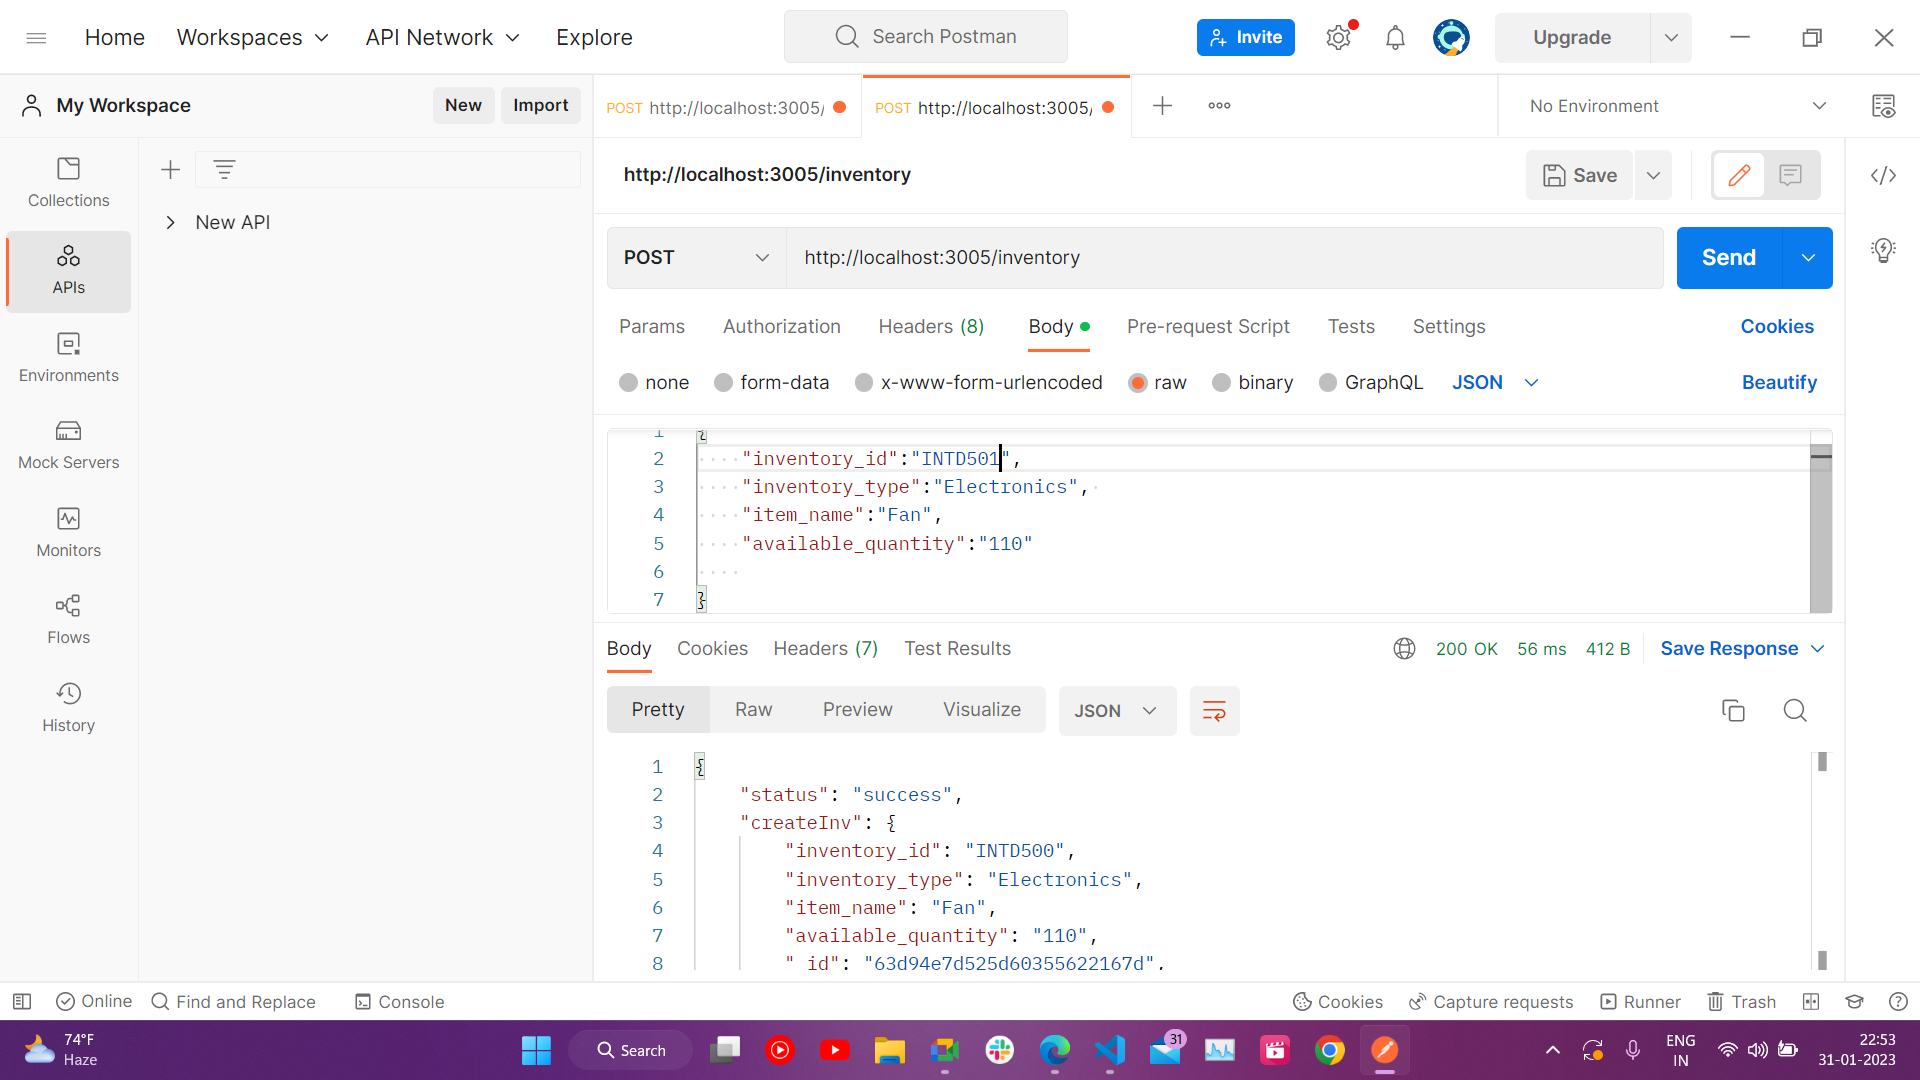 Home Workspaces API Network Explore Search Postman Invite Upgrade
My Workspace New Import POST http://localhost:3005/ POST http://localhost:3005/ No Environment
Collections
APIs
Environments
Mock Servers
Monitors
Flows
History
New API
http://localhost:3005/inventory Save
POST http://localhost:3005/inventory Send
Params Authorization Headers (8) Body Pre-request Script Tests Settings Cookies
none form-data x-www-form-urlencoded raw binary GraphQL JSON Beautify
1 {
2 "inventory_id":"INTD501",
3 "inventory_type":"Electronics",
4 "item_name":"Fan",
5 "available_quantity":"110"
6
7 }
Body Cookies Headers (7) Test Results 200 OK 56 ms 412 B Save Response
Pretty Raw Preview Visualize JSON
1 {
2 "status": "success",
3 "createInv": {
4 "inventory_id": "INTD500",
5 "inventory_type": "Electronics",
6 "item_name": "Fan",
7 "available_quantity": "110",
8 "_id": "63d94e7d525d60355622167d",
Online Find and Replace Console Cookies Capture requests Runner Trash
74°F
Haze
Search
31
ENG
IN
22:53
31-01-2023